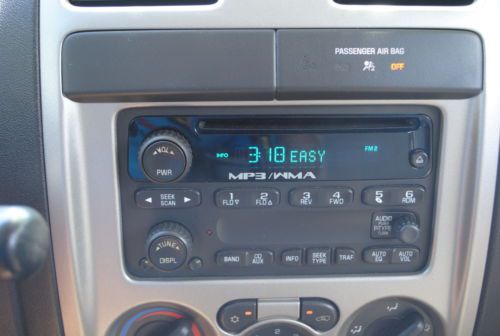 PASSENGER AIR BAG
OFF
VOL
PWR
INFO 3:18 EASY FM2
MP3/WMA
SEEK
SCAN
1 2 3 4 5 6
FLD ▽ FLD △ REV FWD RDM
TUNE
DISPL
AUDIO
BAND CD AUX INFO SEEK TYPE TRAF AUTO EQ AUTO VOL